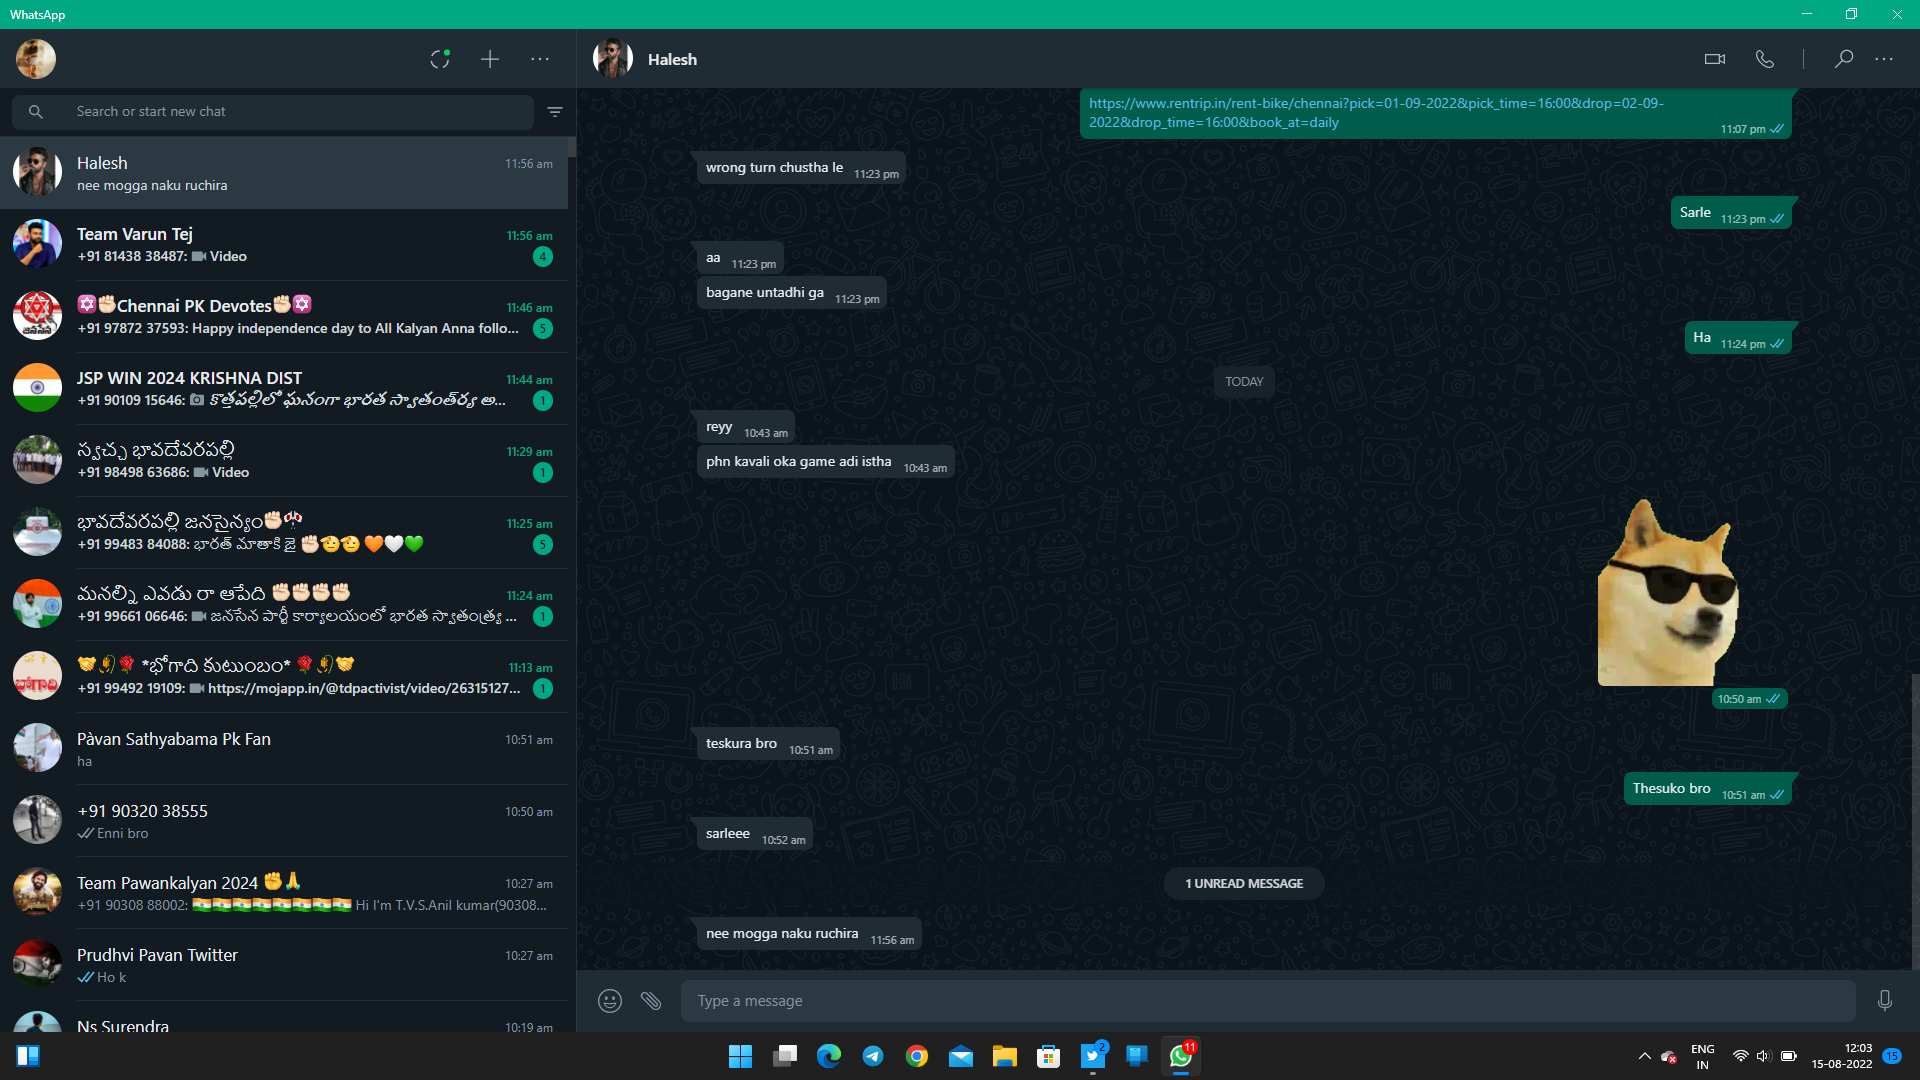 WhatsApp
Search or start new chat
Halesh
11:56 am
nee mogga naku ruchira
Team Varun Tej
11:56 am
+91 81438 38487: Video
4
Chennai PK Devotes
11:46 am
+91 97872 37593: Happy independence day to All Kalyan Anna follo...
5
JSP WIN 2024 KRISHNA DIST
11:44 am
+91 90109 15646: కొత్తపల్లిలో ఘనంగా భారత స్వాతంత్ర్య అ...
1
స్వచ్ఛ భావదేవరపల్లి
11:29 am
+91 98498 63686: Video
1
భావదేవరపల్లి జనసైన్యం✊🏻🎌
11:25 am
+91 99483 84088: భారత్ మాతాకి జై ✊🏻🫡🫡 🧡🤍💚
5
మనల్ని ఎవడు రా ఆపేది ✊🏻✊🏻✊🏻✊🏻
11:24 am
+91 99661 06646: జనసేన పార్టీ కార్యాలయంలో భారత స్వాతంత్ర్య ...
1
*భోగాది కుటుంబం*
11:13 am
+91 99492 19109: https://mojapp.in/@tdpactivist/video/26315127...
1
Pàvan Sathyabama Pk Fan
10:51 am
ha
+91 90320 38555
10:50 am
Enni bro
Team Pawankalyan 2024 ✊🙏
10:27 am
+91 90308 88002: 🇮🇳🇮🇳🇮🇳🇮🇳🇮🇳🇮🇳🇮🇳🇮🇳 Hi I'm T.V.S.Anil kumar(90308...
Prudhvi Pavan Twitter
10:27 am
Ho k
Ns Surendra
10:19 am
Halesh
https://www.rentrip.in/rent-bike/chennai?pick=01-09-2022&pick_time=16:00&drop=02-09-
2022&drop_time=16:00&book_at=daily
11:07 pm
wrong turn chustha le 11:23 pm
Sarle 11:23 pm
aa 11:23 pm
bagane untadhi ga 11:23 pm
Ha 11:24 pm
TODAY
reyy 10:43 am
phn kavali oka game adi istha 10:43 am
10:50 am
teskura bro 10:51 am
Thesuko bro 10:51 am
sarleee 10:52 am
1 UNREAD MESSAGE
nee mogga naku ruchira 11:56 am
Type a message
2
11
ENG
IN
12:03
15-08-2022
15